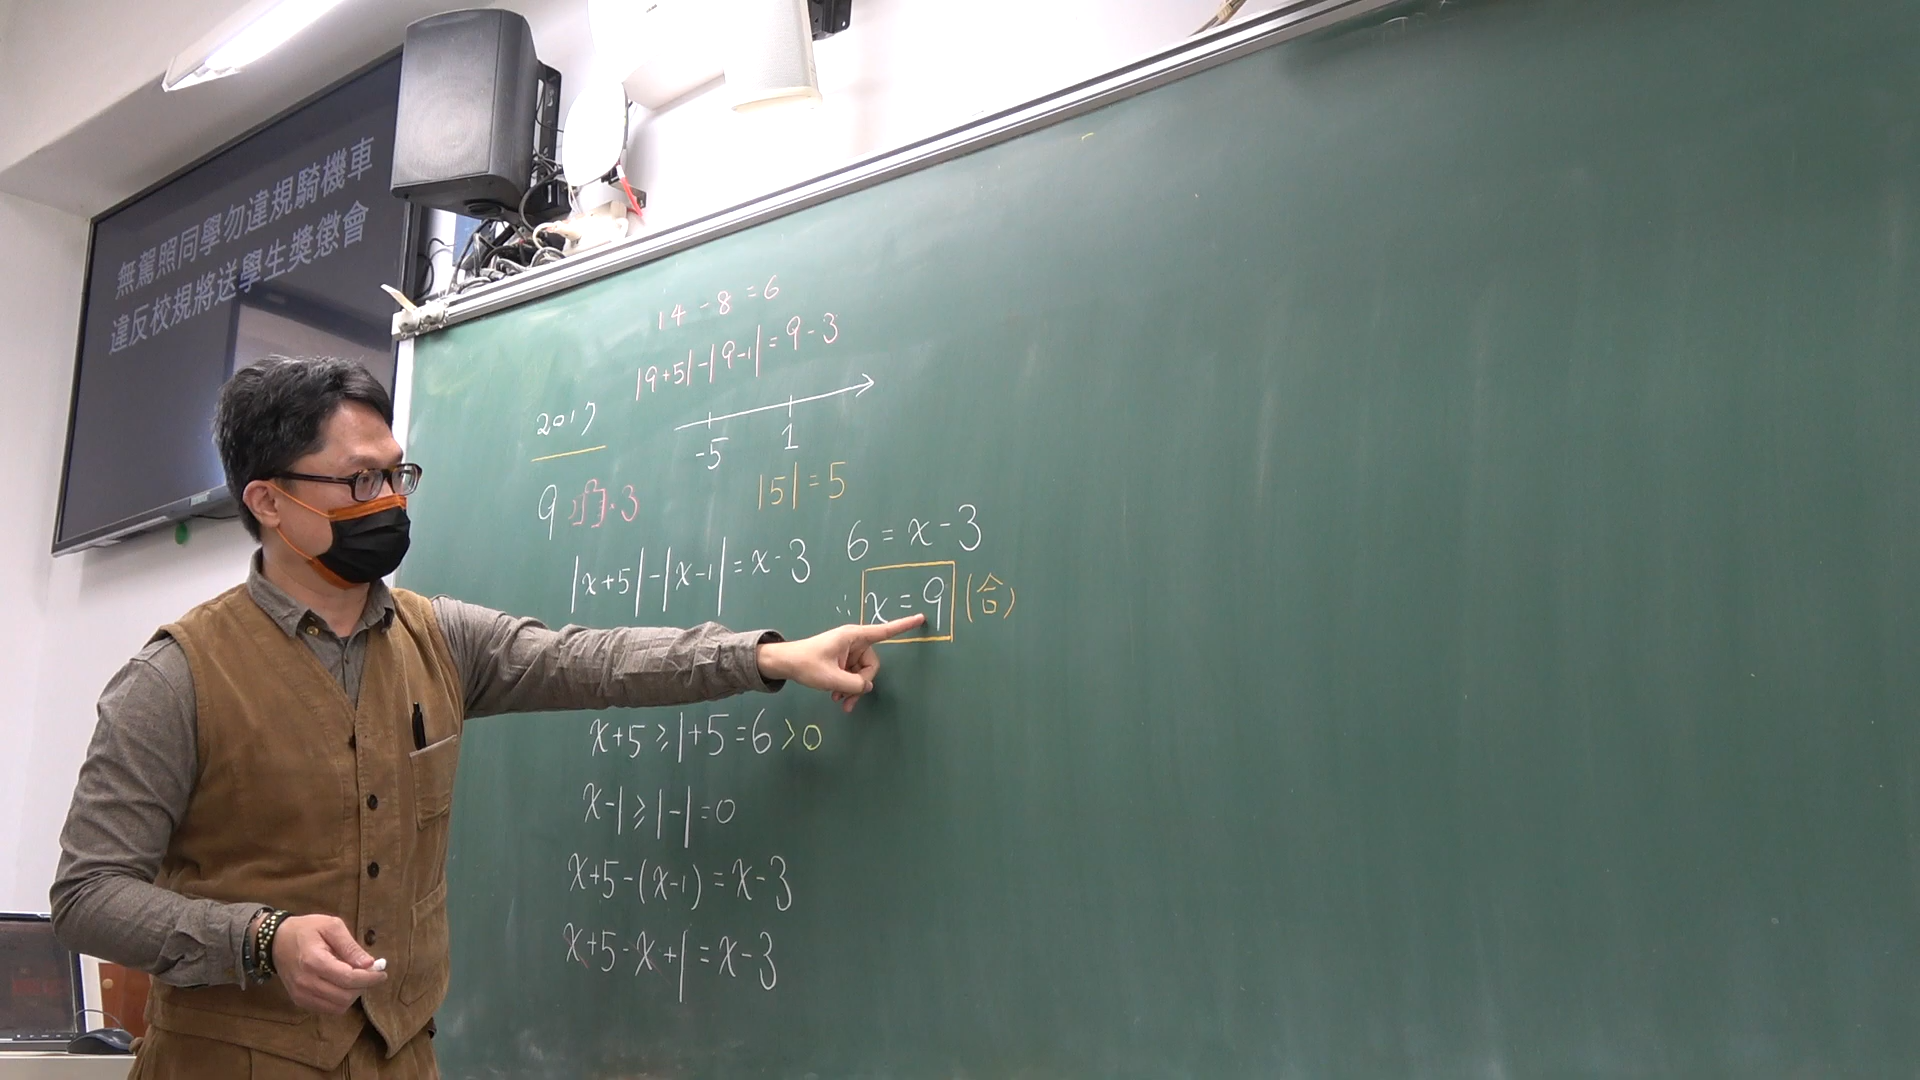 無駕照同學勿違規騎機車
違反校規將送學生獎懲會
14-8=6
|9+5|-|9-1|=9-3
2017
-5 1
9
3
|5|=5
|x+5|-|x-1|=x-3
6=x-3
∴x=9(合)
x+5≥1+5=6>0
x-1≥1-1=0
x+5-(x-1)=x-3
x+5-x+1=x-3